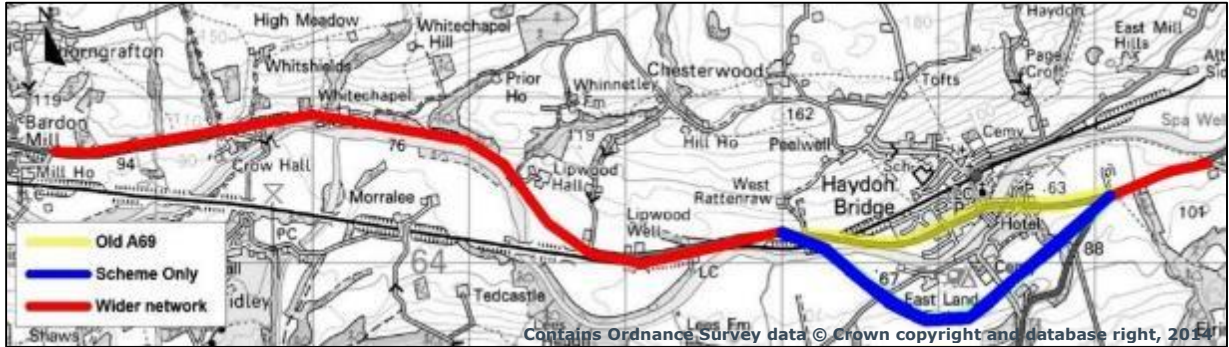 N
High Meadow
Whitechapel
Hill
Haydon
East Mill
Hills
horngrafton
Whitshields
Prior
Ho
Whinnetley
Fm
Chesterwood
Tofts
Page
Croft
180
119
Bardon
Mill
Whitechapel
119
162
Cemy
Spa Well
Mill Ho
94
Crow Hall
76
Hill Ho
Peelwell
Sch
Lipwood
Hall
West
Rattenraw
Haydon
Bridge
63
Morralee
Lipwood
Well
Hotel
101
PC
LC
88
Old A69
Scheme Only
Wider network
64
67
East Land
idley
Tedcastle
Shaws
Contains Ordnance Survey data © Crown copyright and database right, 2014